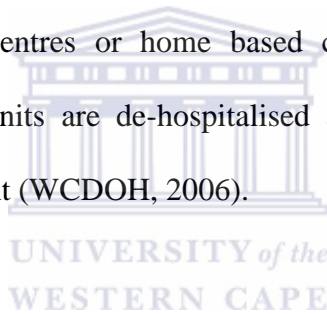 entres or home based
nits are de-hospitalised
t (WCDOH, 2006).
UNIVERSITY of the
WESTERN CAPE